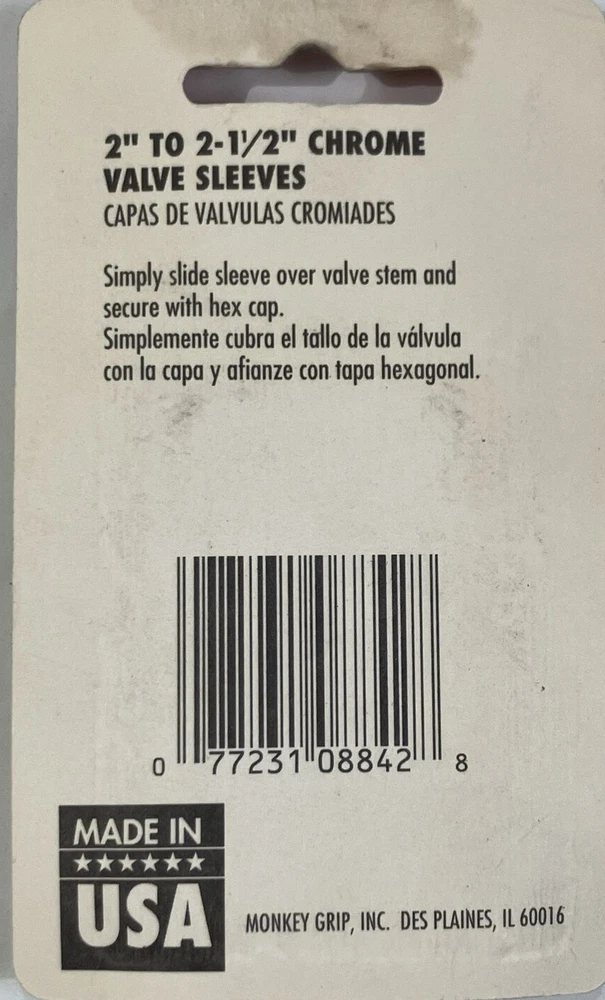 2" TO 2-1½" CHROME
VALVE SLEEVES
CAPAS DE VALVULAS CROMIADES
Simply slide sleeve over valve stem and
secure with hex cap.
Simplemente cubra el tallo de la válvula
con la capa y afianze con tapa hexagonal.
0 77231 08842 8
MADE IN
★★★★★★
USA
MONKEY GRIP, INC. DES PLAINES, IL 60016